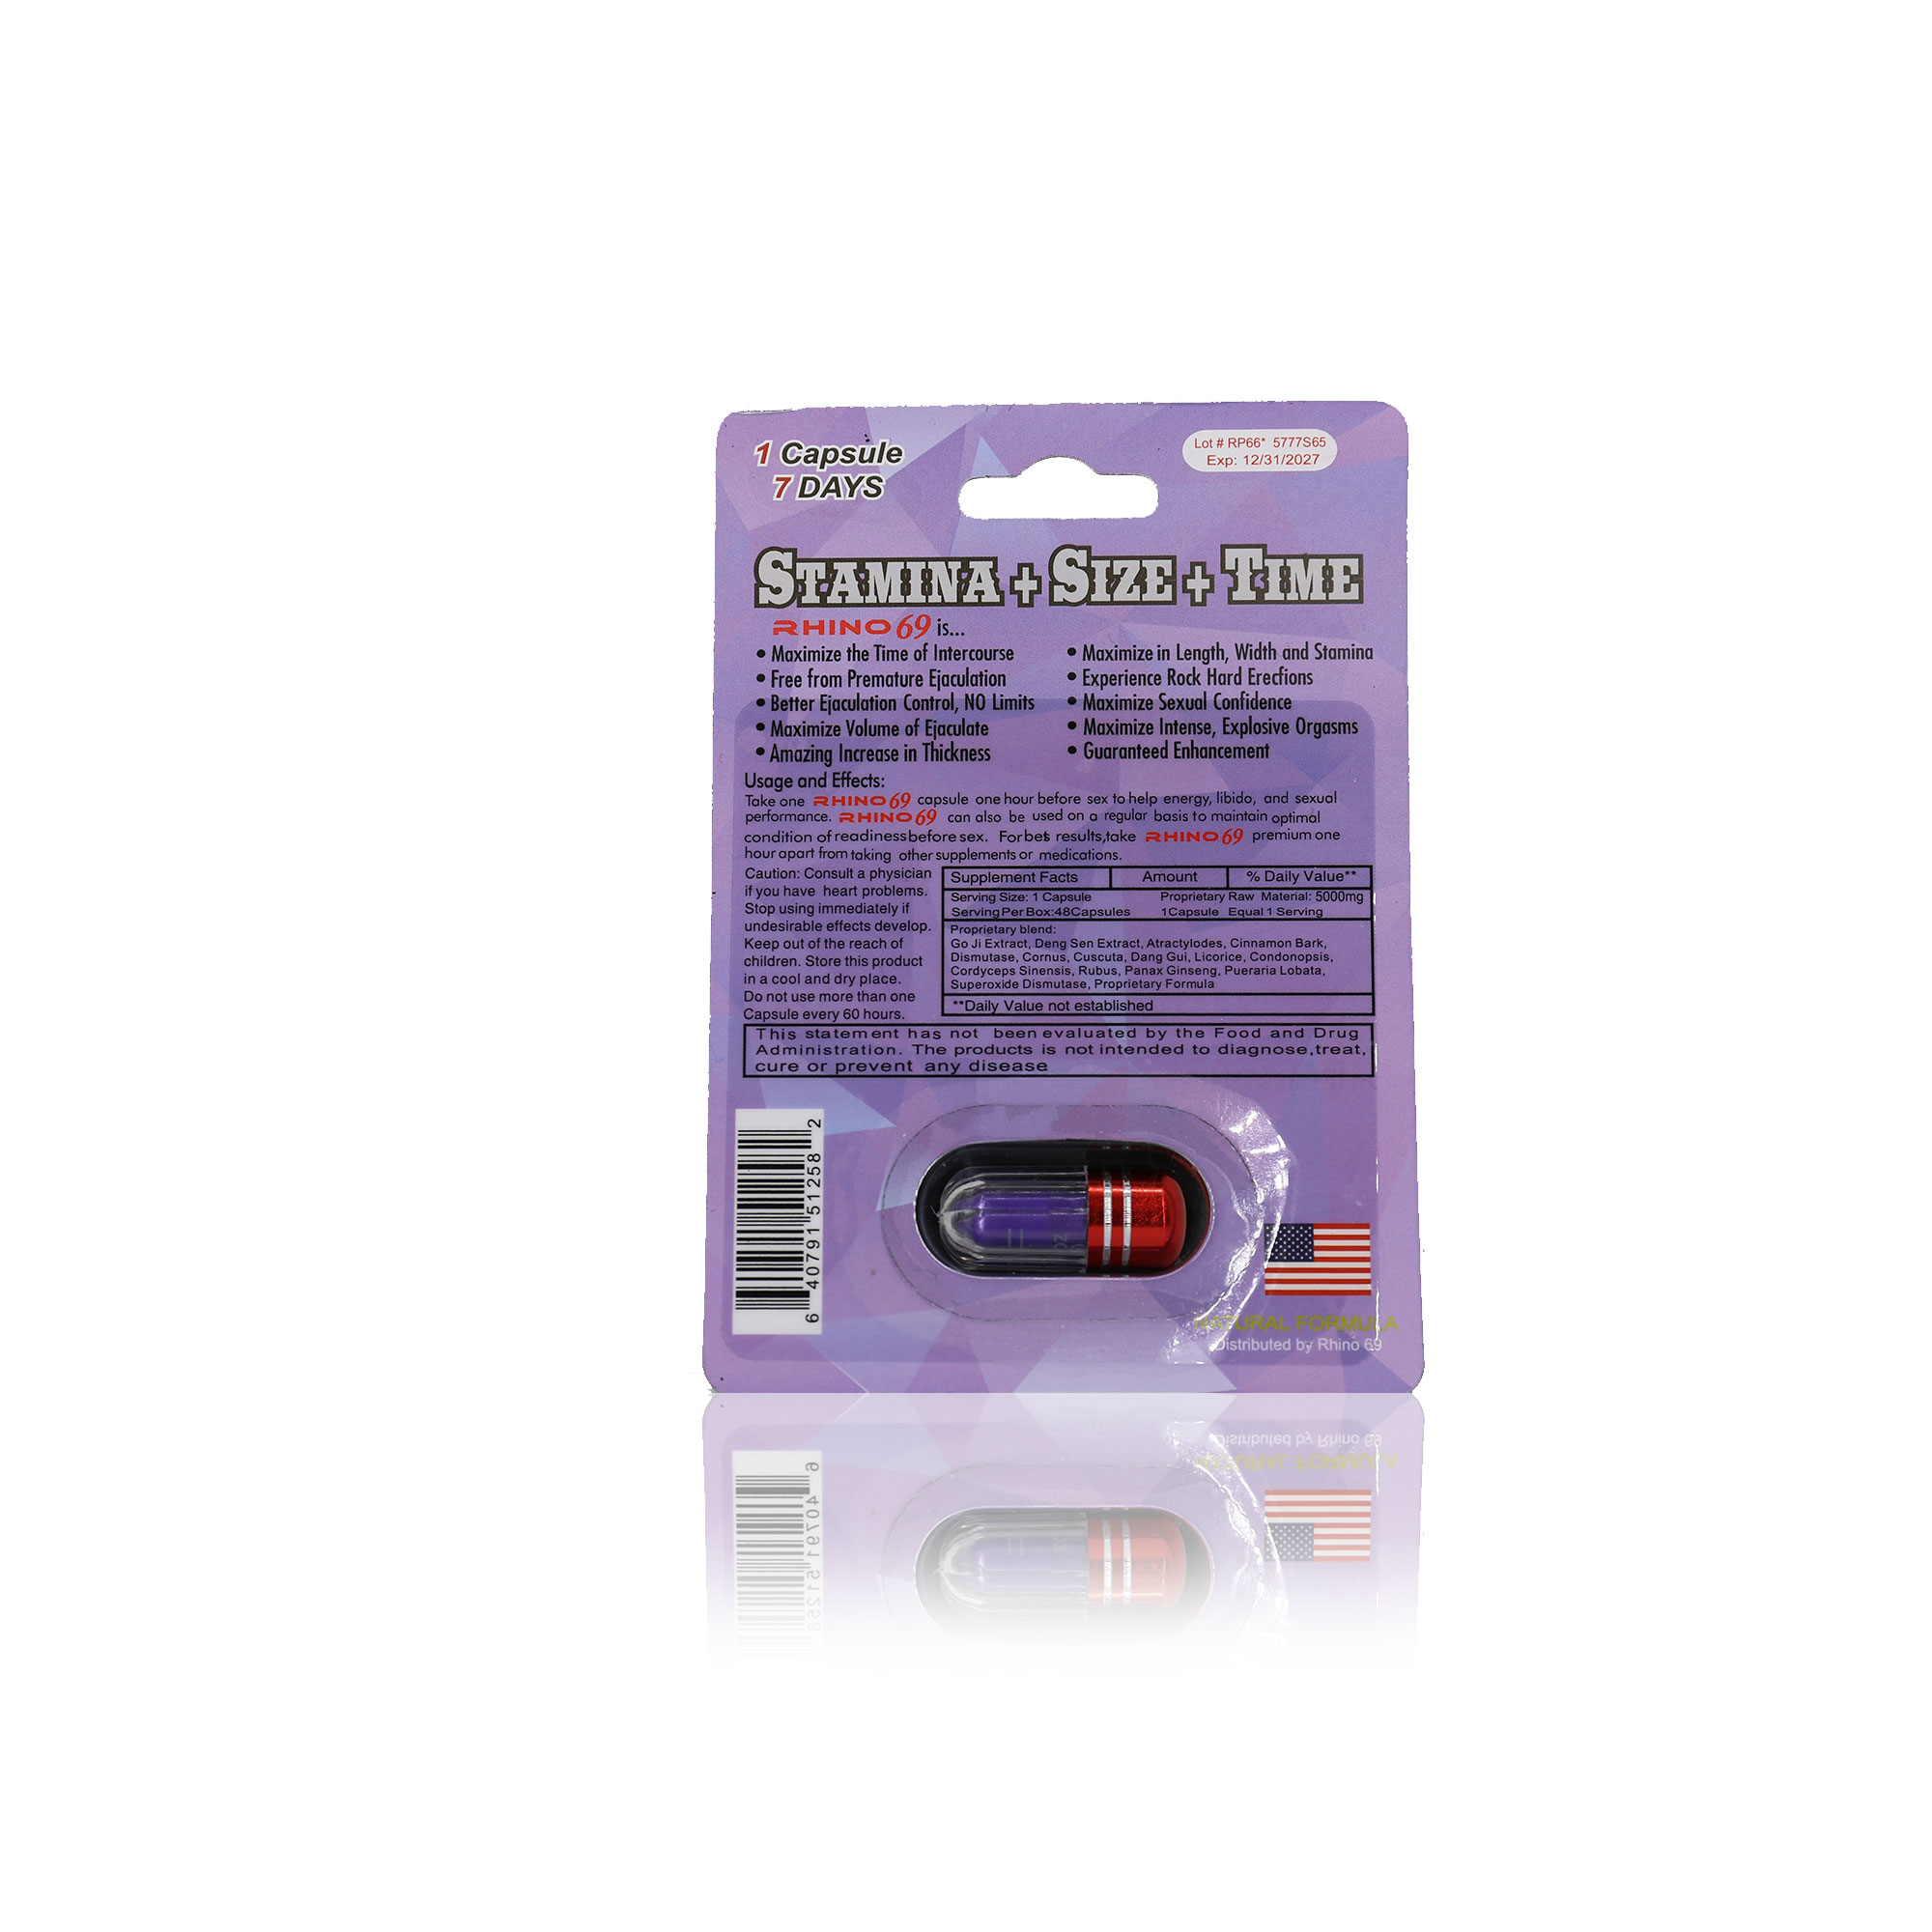 1 Capsule
7 DAYS
Lot # RP66* 5777S65
Exp: 12/31/2027
STAMINA + SIZE + TIME
RHINO 69 is...
• Maximize the Time of Intercourse
• Free from Premature Ejaculation
• Better Ejaculation Control, NO Limits
• Maximize Volume of Ejaculate
• Amazing Increase in Thickness
• Maximize in Length, Width and Stamina
• Experience Rock Hard Erecfions
• Maximize Sexual Confidence
• Maximize Intense, Explosive Orgasms
• Guaranteed Enhancement
Usage and Effects:
Take one RHINO 69 capsule one hour before sex to help energy, libido, and sexual
performance. RHINO 69 can also be used on a regular basis to maintain optimal
condition of readiness before sex. For bets results,take RHINO 69 premium one
hour apart from taking other supplements or medications.
Caution: Consult a physician
if you have heart problems.
Stop using immediately if
undesirable effects develop.
Keep out of the reach of
children. Store this product
in a cool and dry place.
Do not use more than one
Capsule every 60 hours.
Supplement Facts Amount % Daily Value**
Serving Size: 1 Capsule Proprietary Raw Material: 5000mg
Serving Per Box:48Capsules 1Capsule Equal 1 Serving
Proprietary blend:
Go Ji Extract, Deng Sen Extract, Atractylodes, Cinnamon Bark,
Dismutase, Cornus, Cuscuta, Dang Gui, Licorice, Condonopsis,
Cordyceps Sinensis, Rubus, Panax Ginseng, Pueraria Lobata,
Superoxide Dismutase, Proprietary Formula
**Daily Value not established
This statement has not been evaluated by the Food and Drug
Administration. The products is not intended to diagnose,treat,
cure or prevent any disease
6 40791 51258 2
NATURAL FORMULA
Distributed by Rhino 69